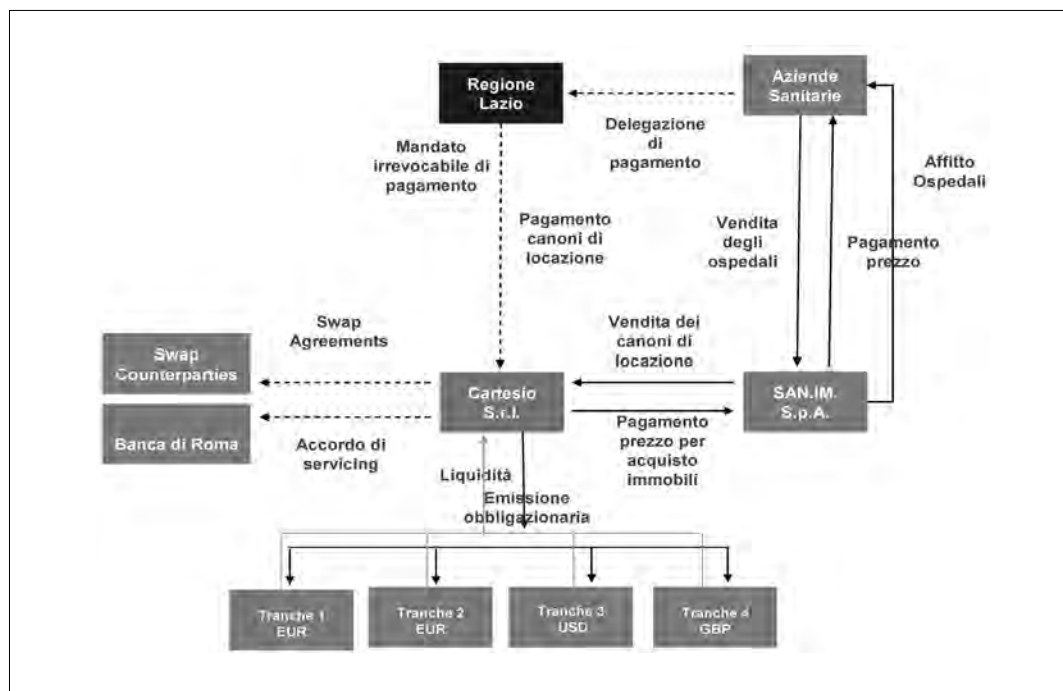 Regione
Lazio
Aziende
Sanitarie
Delegazione
di
pagamento
Mandato
irrevocabile di
pagamento
Affitto
Ospedali
Pagamento
canoni di
locazione
Vendita
degli
ospedali
Pagamento
prezzo
Swap
Agreements
Vendita dei
canoni di
locazione
Swap
Counterparties
Cartesio
S.r.l.
SAN.IM.
S.p.A.
Banca di Roma
Accordo di
servicing
Pagamento
prezzo per
acquisto
immobili
Liquidità
Emissione
obbligazionaria
Tranche 1
EUR
Tranche 2
EUR
Tranche 3
USD
Tranche 4
GBP